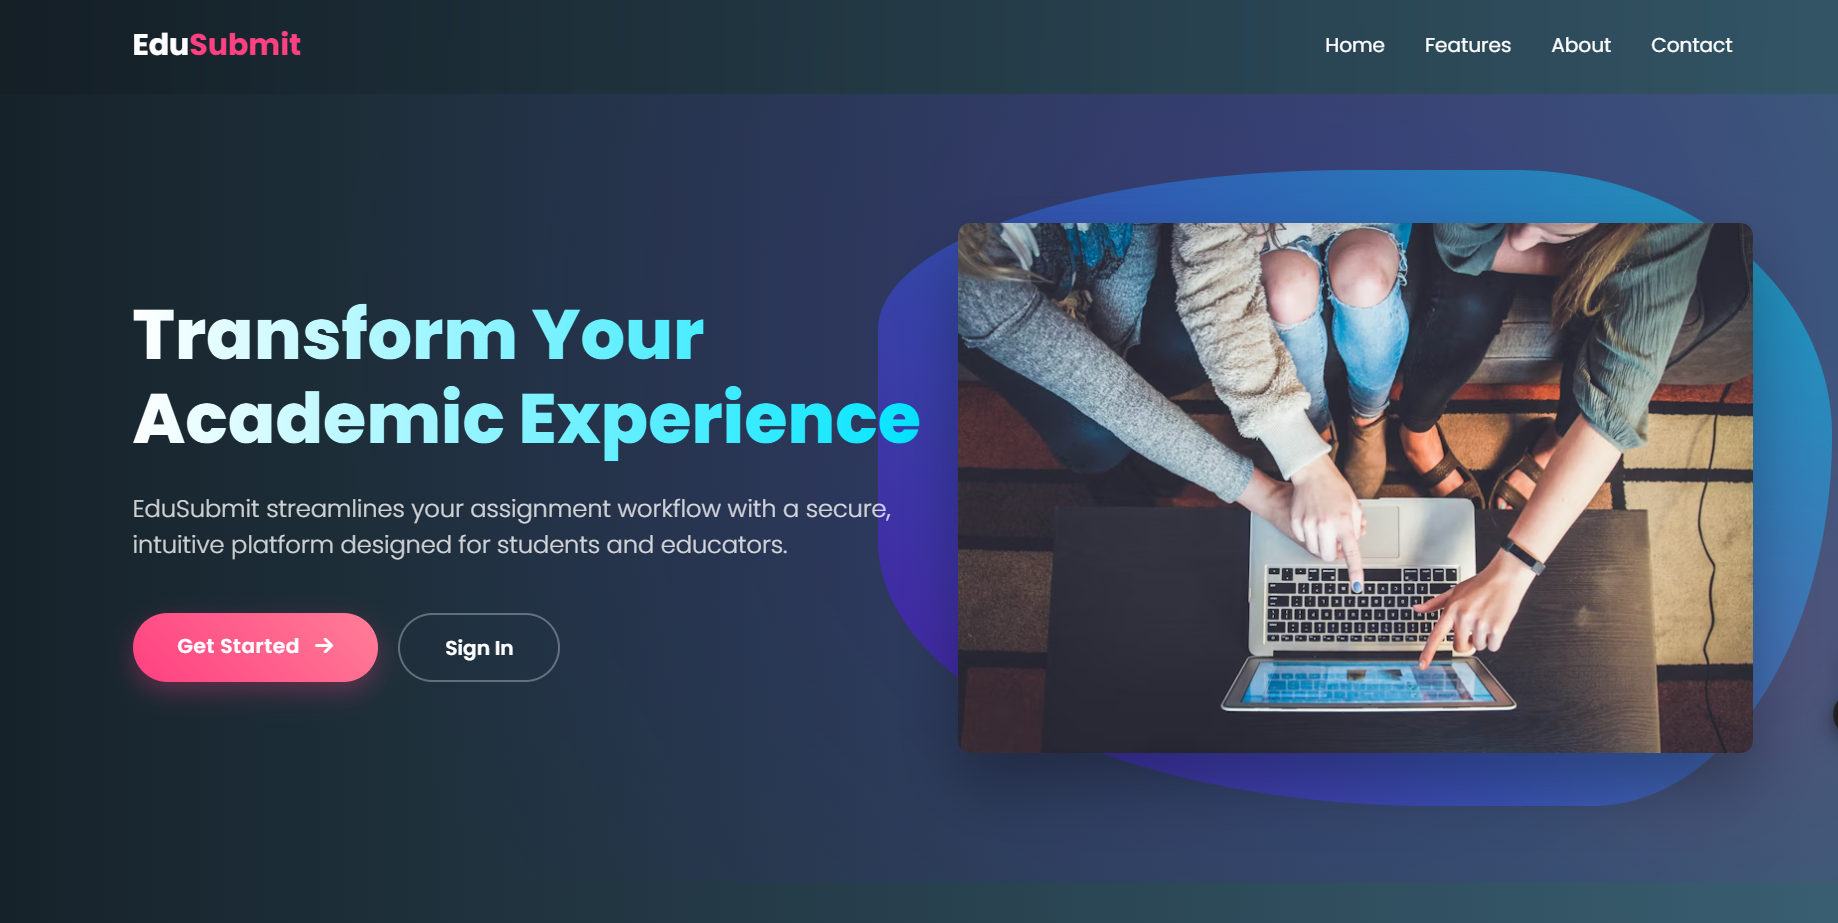 EduSubmit
Home Features About Contact
Transform Your
Academic Experience
EduSubmit streamlines your assignment workflow with a secure,
intuitive platform designed for students and educators.
Get Started →
Sign In